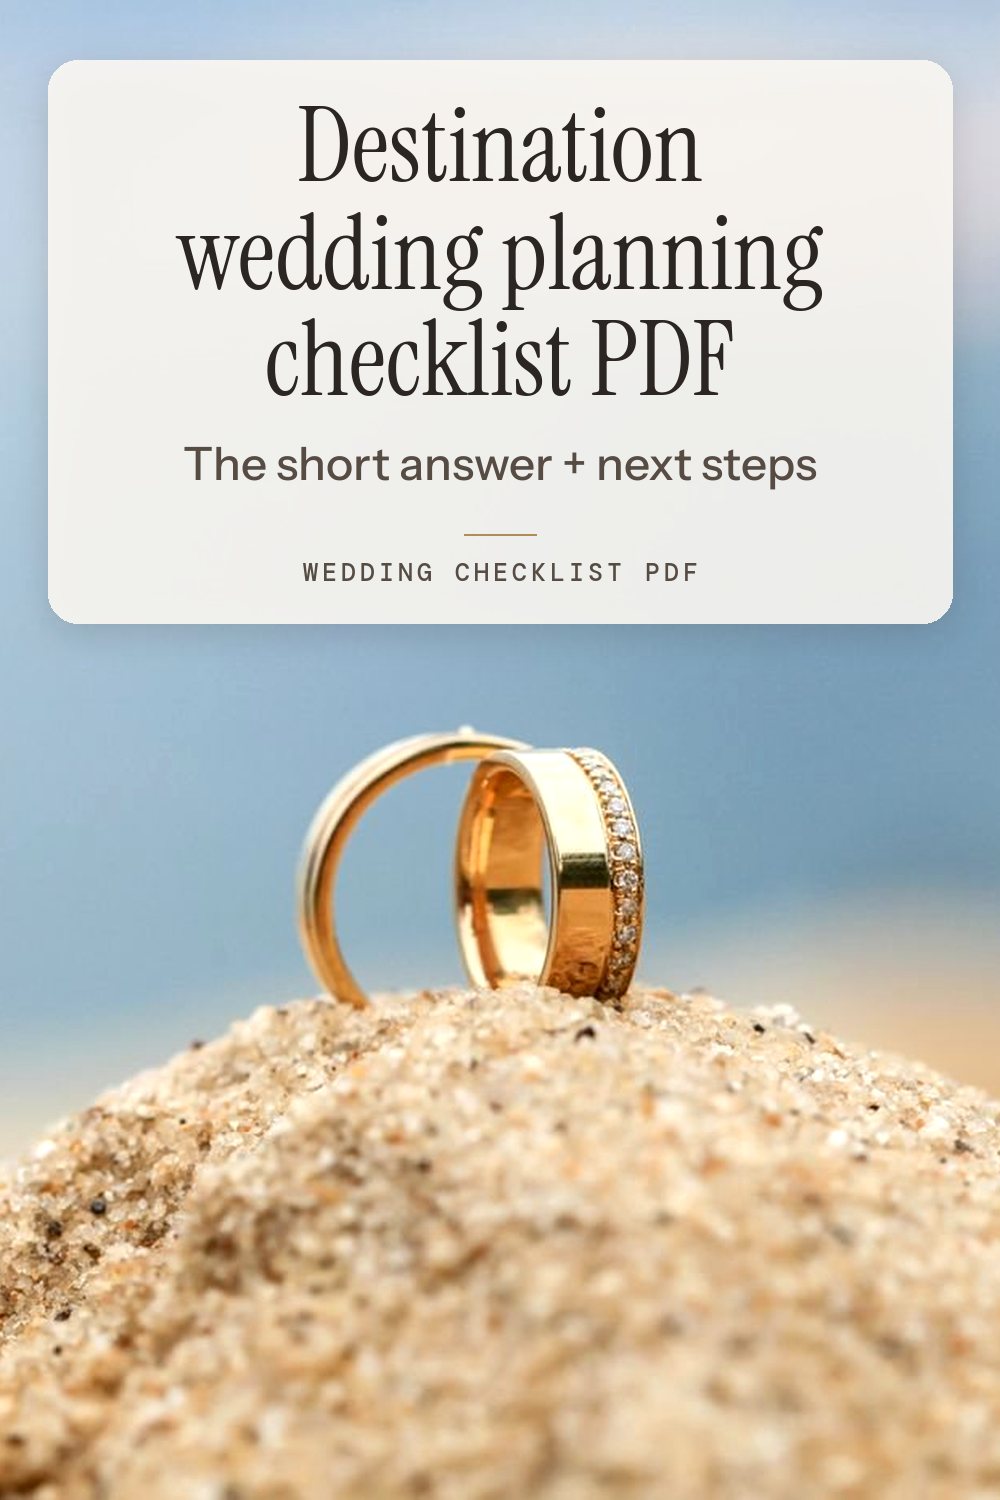 Destination
wedding planning
checklist PDF
The short answer + next steps
WEDDING CHECKLIST PDF